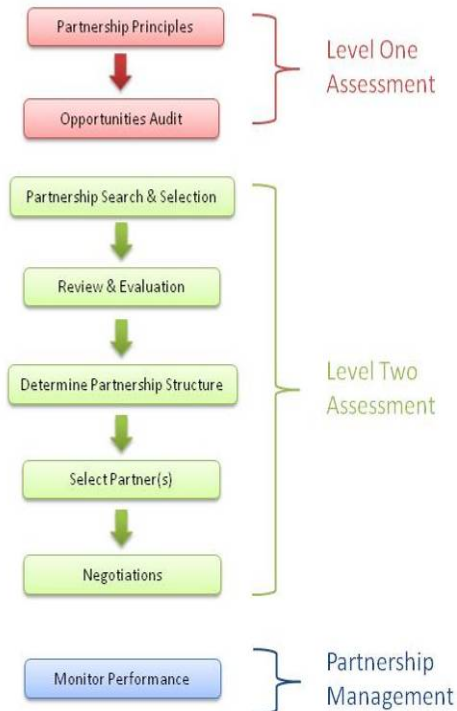 Partnership Principles
Opportunities Audit
Level One
Assessment
Partnership Search & Selection
Review & Evaluation
Determine Partnership Structure
Select Partner(s)
Negotiations
Level Two
Assessment
Monitor Performance
Partnership
Management